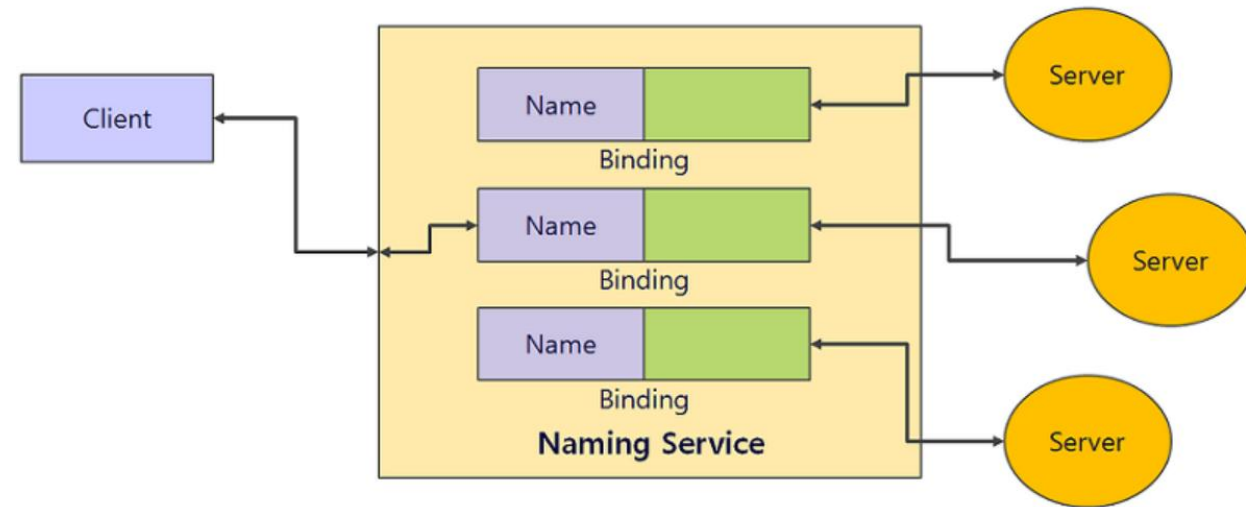 Client
Name
Binding
Name
Binding
Name
Binding
Naming Service
Server
Server
Server